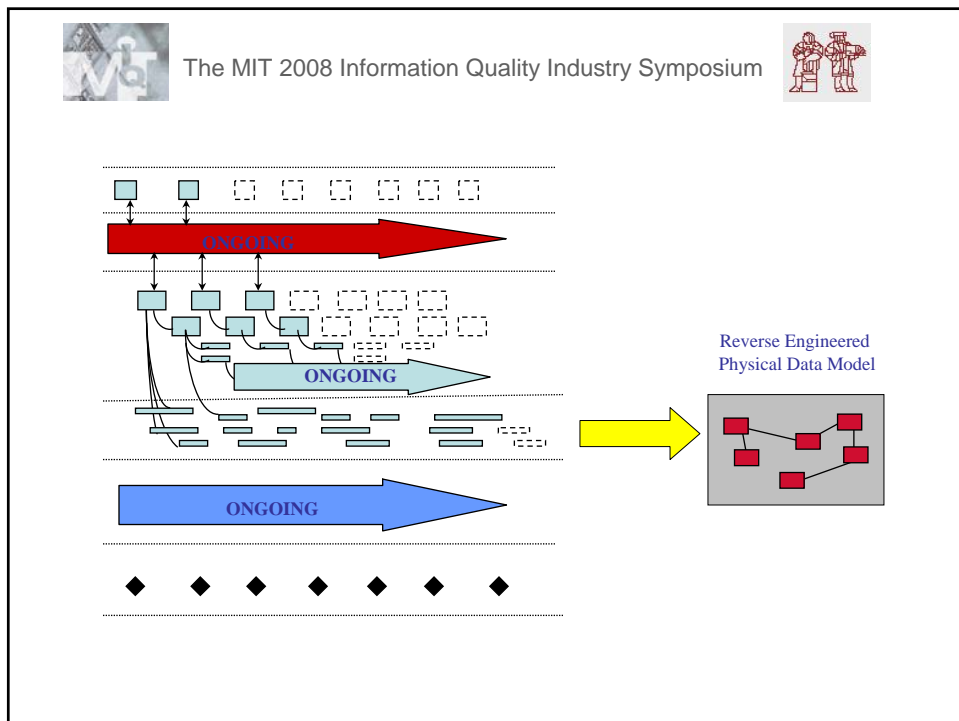 The MIT 2008 Information Quality Industry Symposium
ONGOING
ONGOING
Reverse Engineered
Physical Data Model
ONGOING